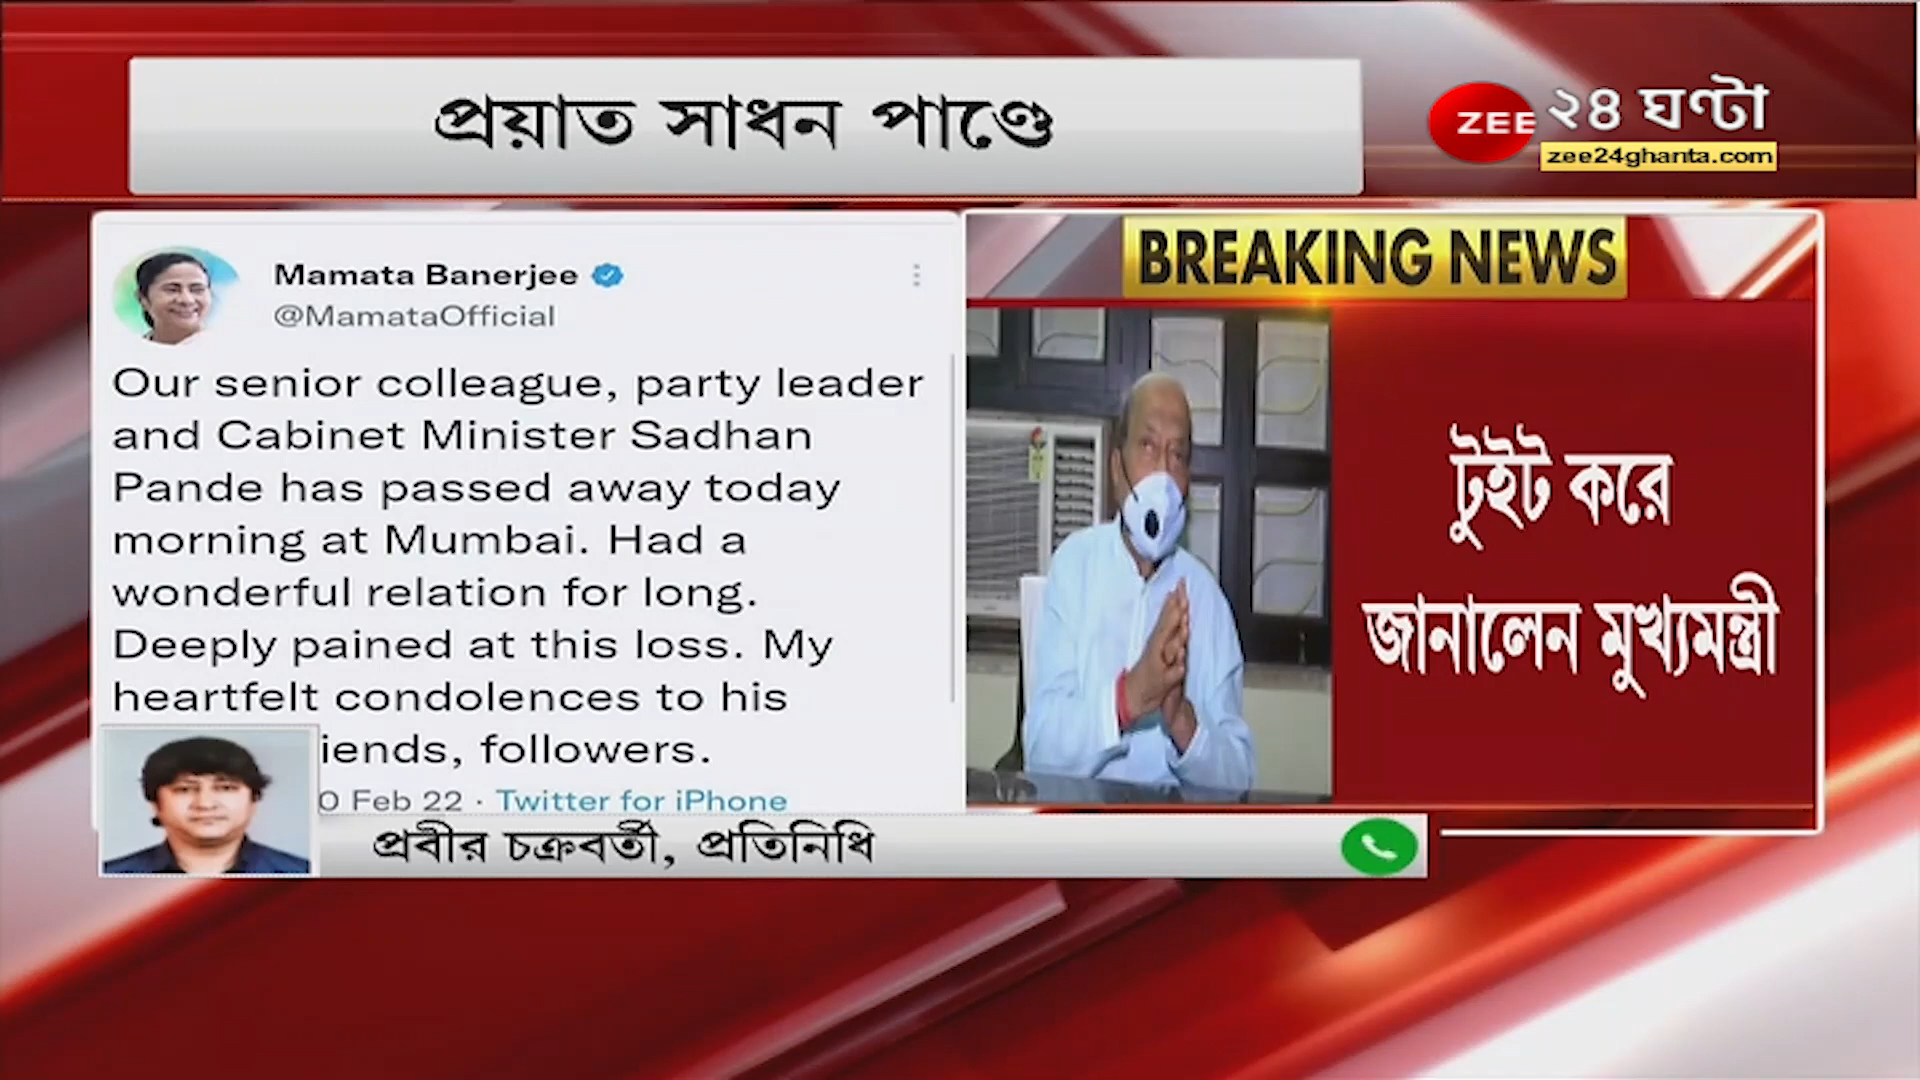 প্রয়াত সাধন পাণ্ডে
ZEE ২৪ ঘণ্টা
zee24ghanta.com
Mamata Banerjee
@MamataOfficial
Our senior colleague, party leader
and Cabinet Minister Sadhan
Pande has passed away today
morning at Mumbai. Had a
wonderful relation for long.
Deeply pained at this loss. My
heartfelt condolences to his
iends, followers.
0 Feb 22 · Twitter for iPhone
BREAKING NEWS
টুইট করে
জানালেন মুখ্যমন্ত্রী
প্রবীর চক্রবর্তী, প্রতিনিধি